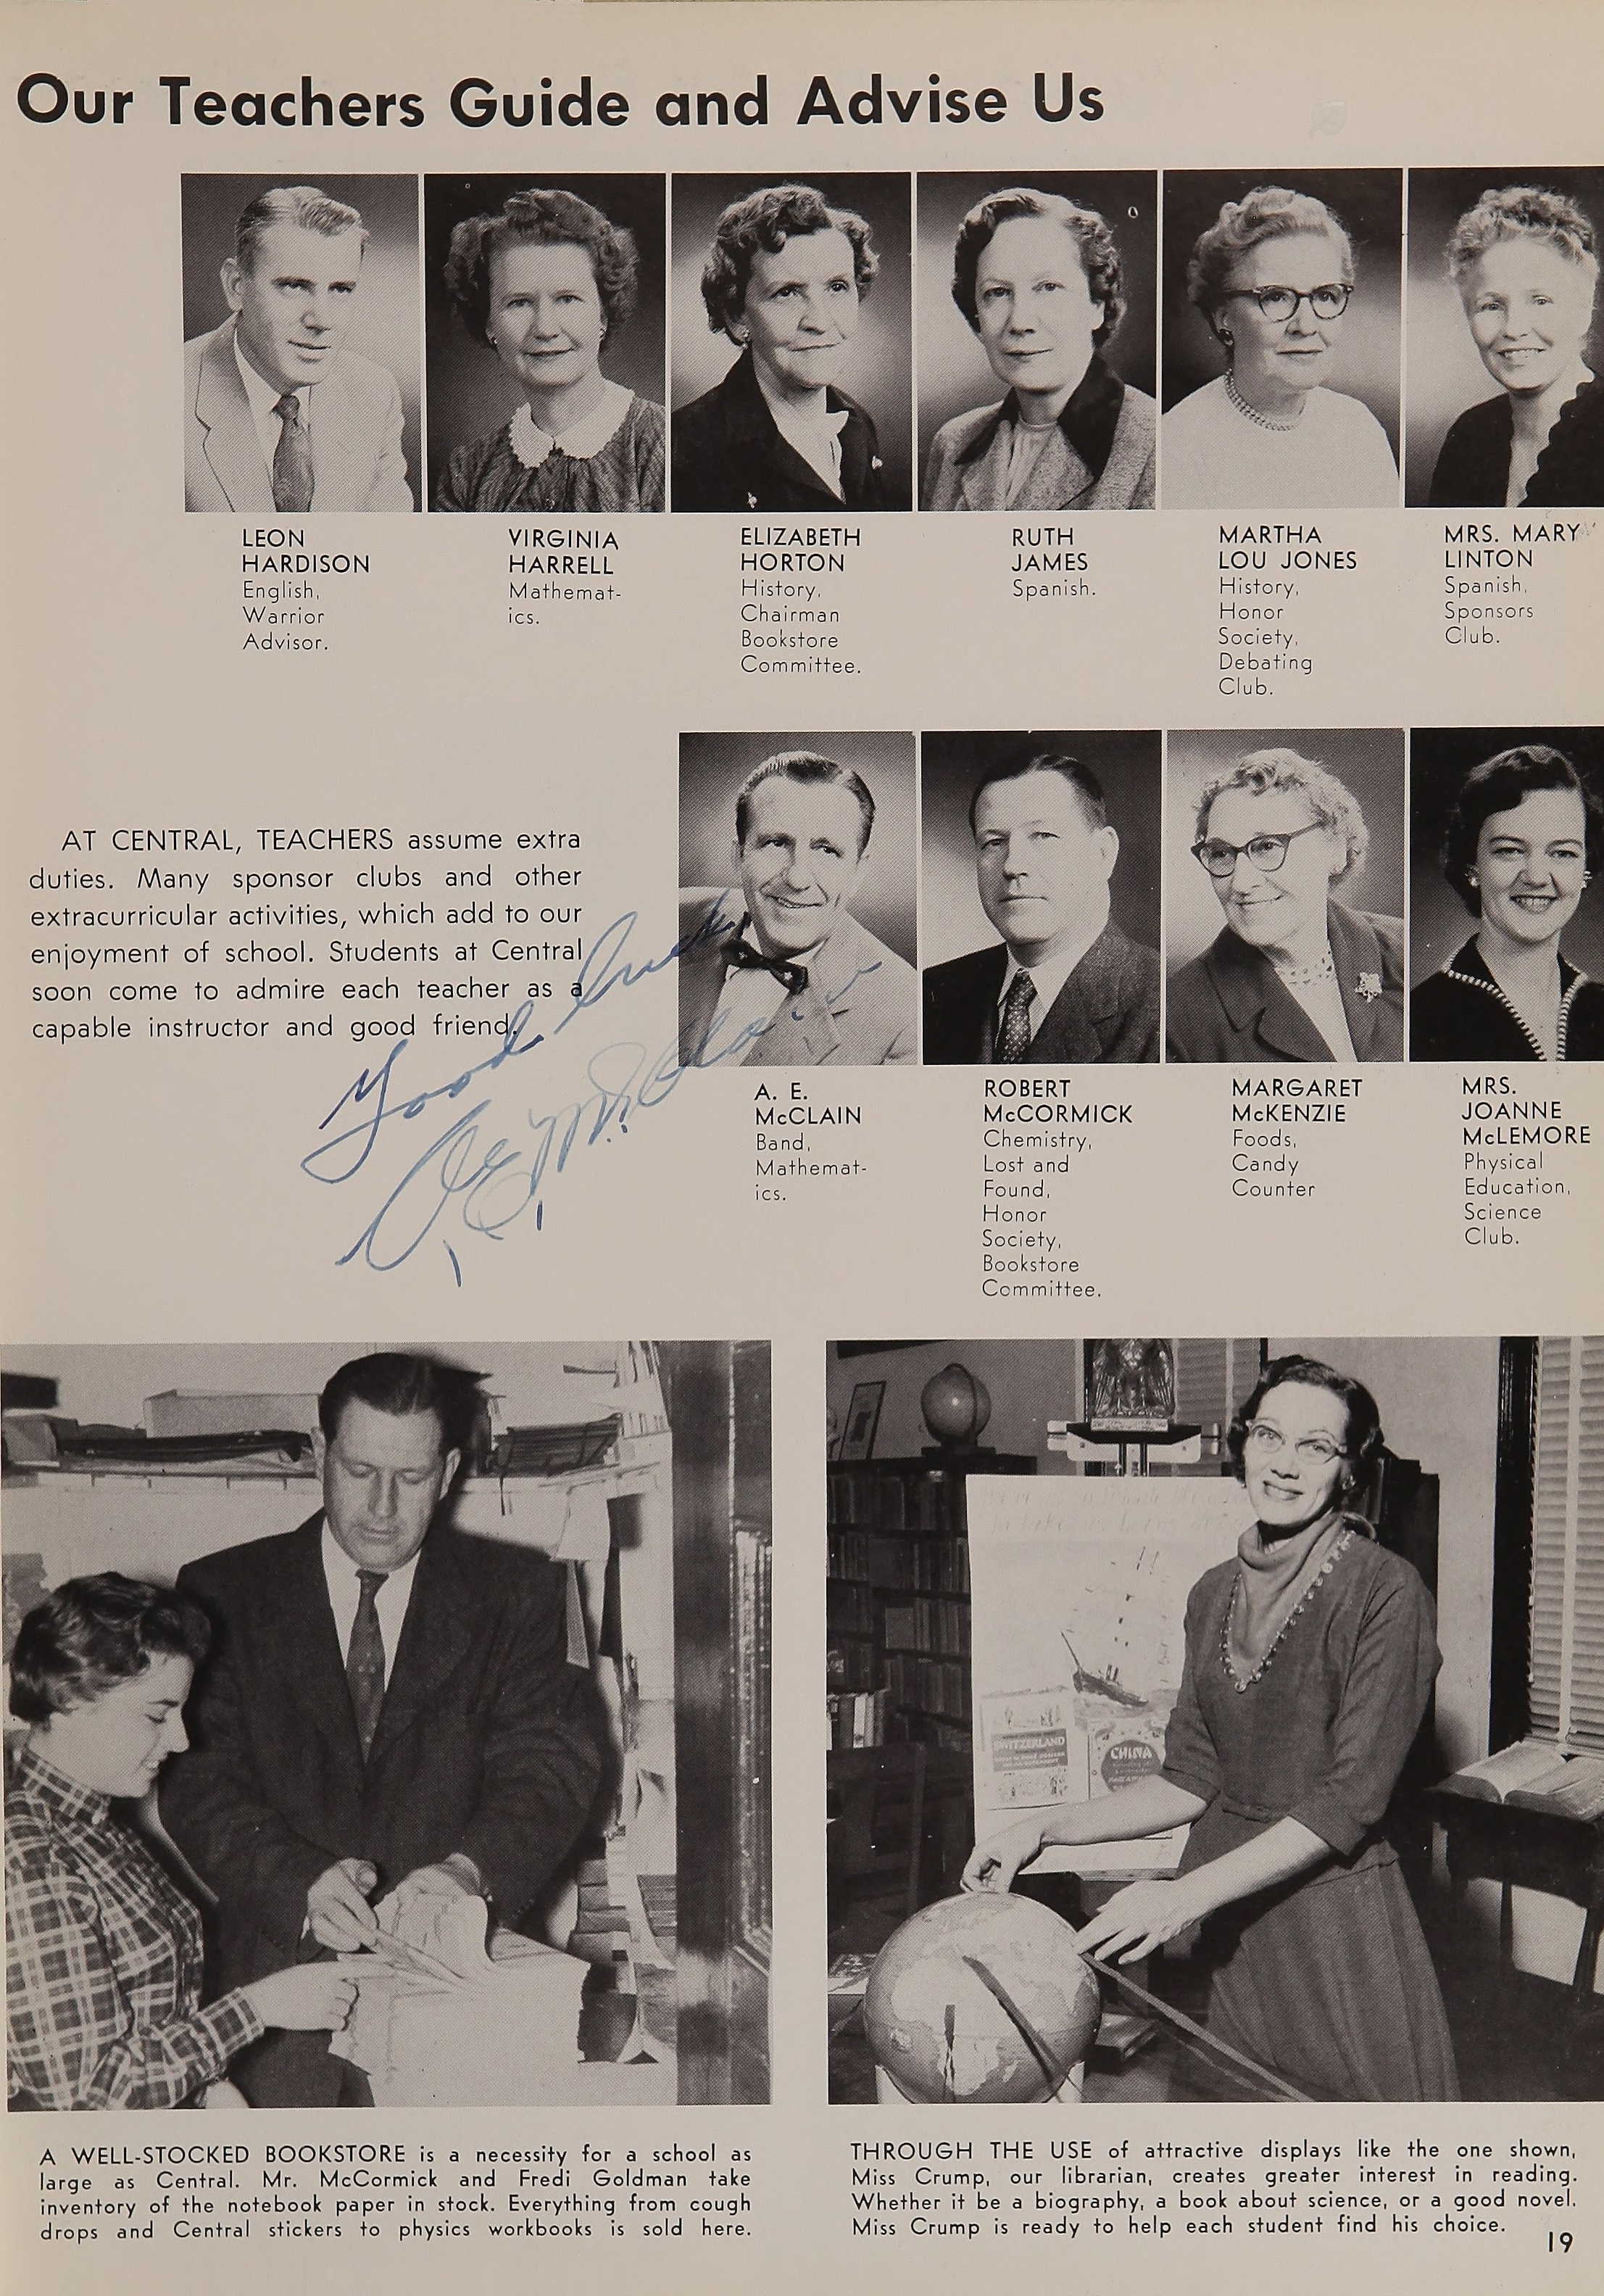 Our Teachers Guide and Advise Us
LEON
HARDISON
English,
Warrior
Advisor.
VIRGINIA
HARRELL
Mathemat-
ics.
ELIZABETH
HORTON
History,
Chairman
Bookstore
Committee.
RUTH
JAMES
Spanish.
MARTHA
LOU JONES
History,
Honor
Society,
Debating
Club.
MRS. MARY
LINTON
Spanish,
Sponsors
Club.
AT CENTRAL, TEACHERS assume extra
duties. Many sponsor clubs and other
extracurricular activities, which add to our
enjoyment of school. Students at Central
soon come to admire each teacher as a
capable instructor and good friend.
Good luck,
A. E. McClain
A. E.
McCLAIN
Band,
Mathemat-
ics.
ROBERT
McCORMICK
Chemistry,
Lost and
Found,
Honor
Society,
Bookstore
Committee.
MARGARET
McKENZIE
Foods,
Candy
Counter
MRS.
JOANNE
McLEMORE
Physical
Education,
Science
Club.
SWITZERLAND
CHINA
A WELL-STOCKED BOOKSTORE is a necessity for a school as
large as Central. Mr. McCormick and Fredi Goldman take
inventory of the notebook paper in stock. Everything from cough
drops and Central stickers to physics workbooks is sold here.
THROUGH THE USE of attractive displays like the one shown,
Miss Crump, our librarian, creates greater interest in reading.
Whether it be a biography, a book about science, or a good novel.
Miss Crump is ready to help each student find his choice.
19